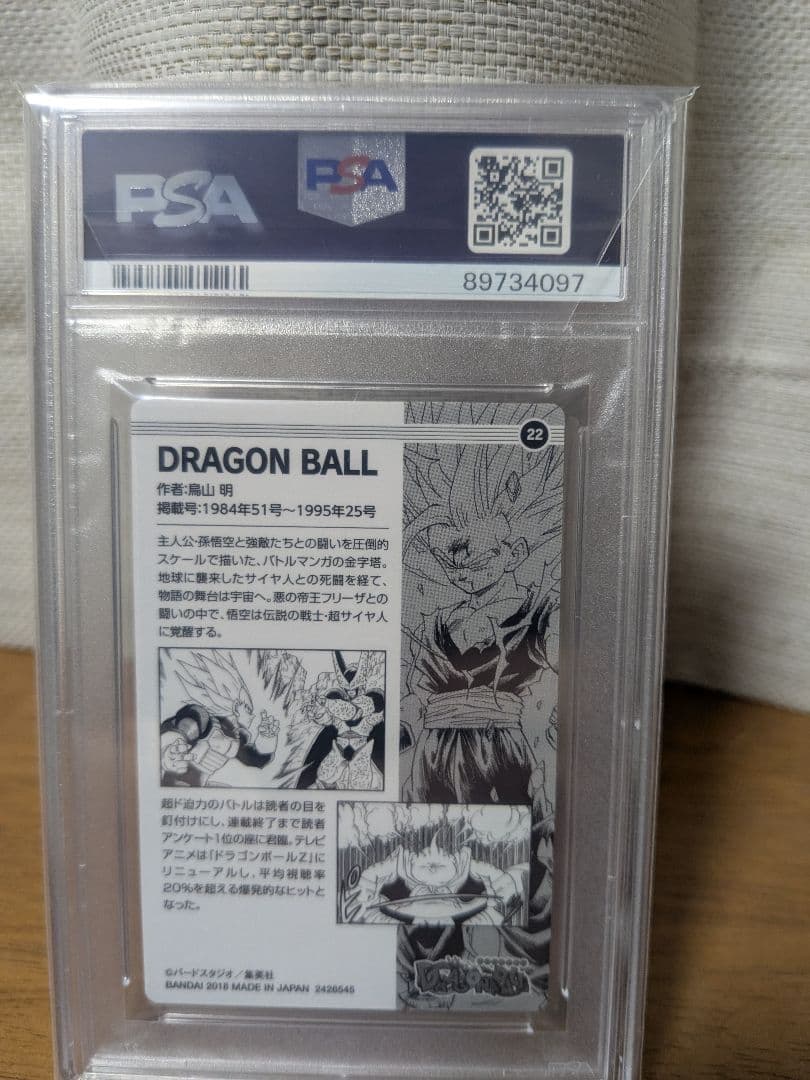 PSA
PSA
89734097
22
DRAGON BALL
作者:鳥山 明
掲載号:1984年51号～1995年25号
主人公・孫悟空と強敵たちとの闘いを圧倒的
スケールで描いた、バトルマンガの金字塔。
地球に襲来したサイヤ人との死闘を経て、
物語の舞台は宇宙へ。悪の帝王フリーザとの
闘いの中で、悟空は伝説の戦士・超サイヤ人
に覚醒する。
超ド迫力のバトルは読者の目を
釘付けにし、連載終了まで読者
アンケート1位の座に君臨。テレビ
アニメは「ドラゴンボールZ」に
リニューアルし、平均視聴率
20%を超える爆発的なヒットと
なった。
DRAGON BALL
©バードスタジオ／集英社
BANDAI 2018 MADE IN JAPAN 2426545